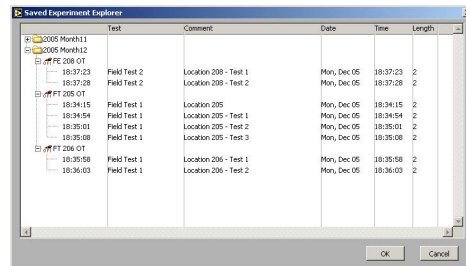 Saved Experiment Explorer
Test Comment Date Time Length
2005 Month11
2005 Month12
FE 208 OT
18:37:23 Field Test 2 Location 208 - Test 1 Mon, Dec 05 18:37:23 2
18:37:28 Field Test 2 Location 208 - Test 2 Mon, Dec 05 18:37:28 2
FT 205 OT
18:34:15 Field Test 1 Location 205 Mon, Dec 05 18:34:15 2
18:34:54 Field Test 1 Location 205 - Test 1 Mon, Dec 05 18:34:54 2
18:35:01 Field Test 1 Location 205 - Test 2 Mon, Dec 05 18:35:01 2
18:35:08 Field Test 1 Location 205 - Test 3 Mon, Dec 05 18:35:08 2
FT 206 OT
18:35:58 Field Test 1 Location 206 - Test 1 Mon, Dec 05 18:35:58 2
18:36:03 Field Test 1 Location 206 - Test 2 Mon, Dec 05 18:36:03 2
OK Cancel